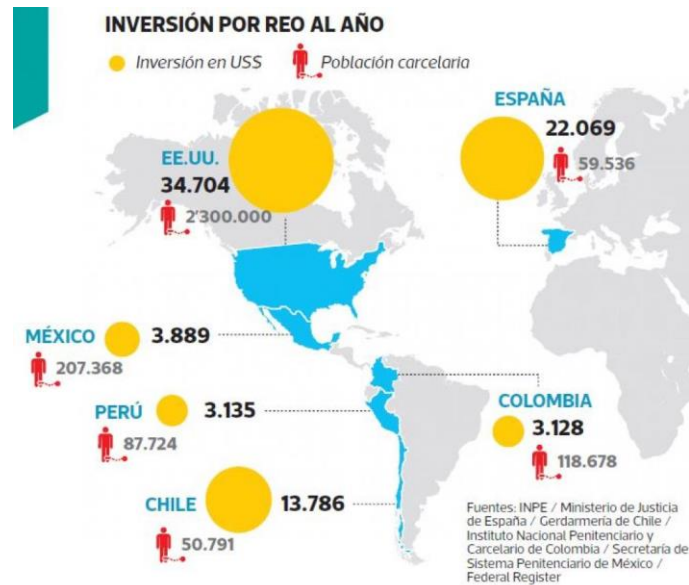 INVERSIÓN POR REO AL AÑO
Inversión en USS
Población carcelaria
ESPAÑA
22.069
59.536
EE.UU.
34.704
2'300.000
MÉXICO
3.889
207.368
PERÚ
3.135
87.724
COLOMBIA
3.128
118.678
CHILE
13.786
50.791
Fuentes: INPE / Ministerio de Justicia
de España / Gerdarmería de Chile /
Instituto Nacional Penitenciario y
Carcelario de Colombia / Secretaría de
Sistema Penitenciario de México /
Federal Register